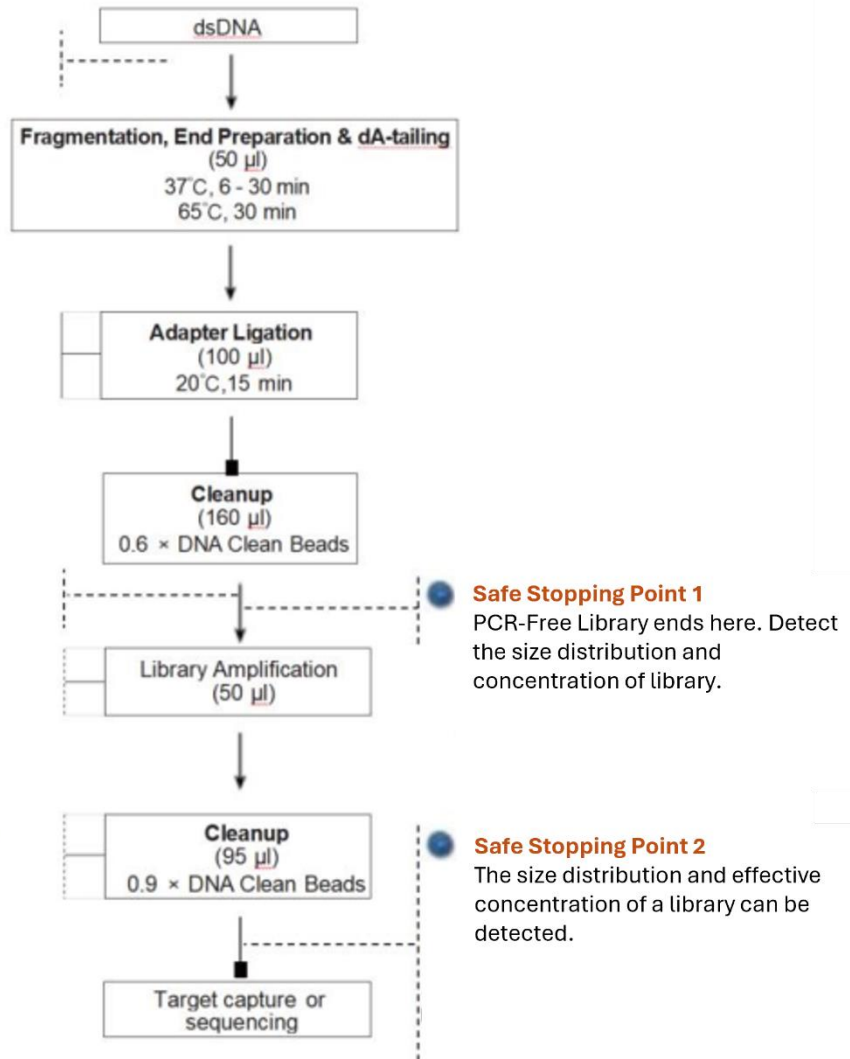 dsDNA
Fragmentation, End Preparation & dA-tailing
(50 µl)
37°C, 6 - 30 min
65°C, 30 min
Adapter Ligation
(100 µl)
20°C,15 min
Cleanup
(160 µl)
0.6 × DNA Clean Beads
Safe Stopping Point 1
PCR-Free Library ends here. Detect
the size distribution and
concentration of library.
Library Amplification
(50 µl)
Cleanup
(95 µl)
0.9 × DNA Clean Beads
Safe Stopping Point 2
The size distribution and effective
concentration of a library can be
detected.
Target capture or
sequencing